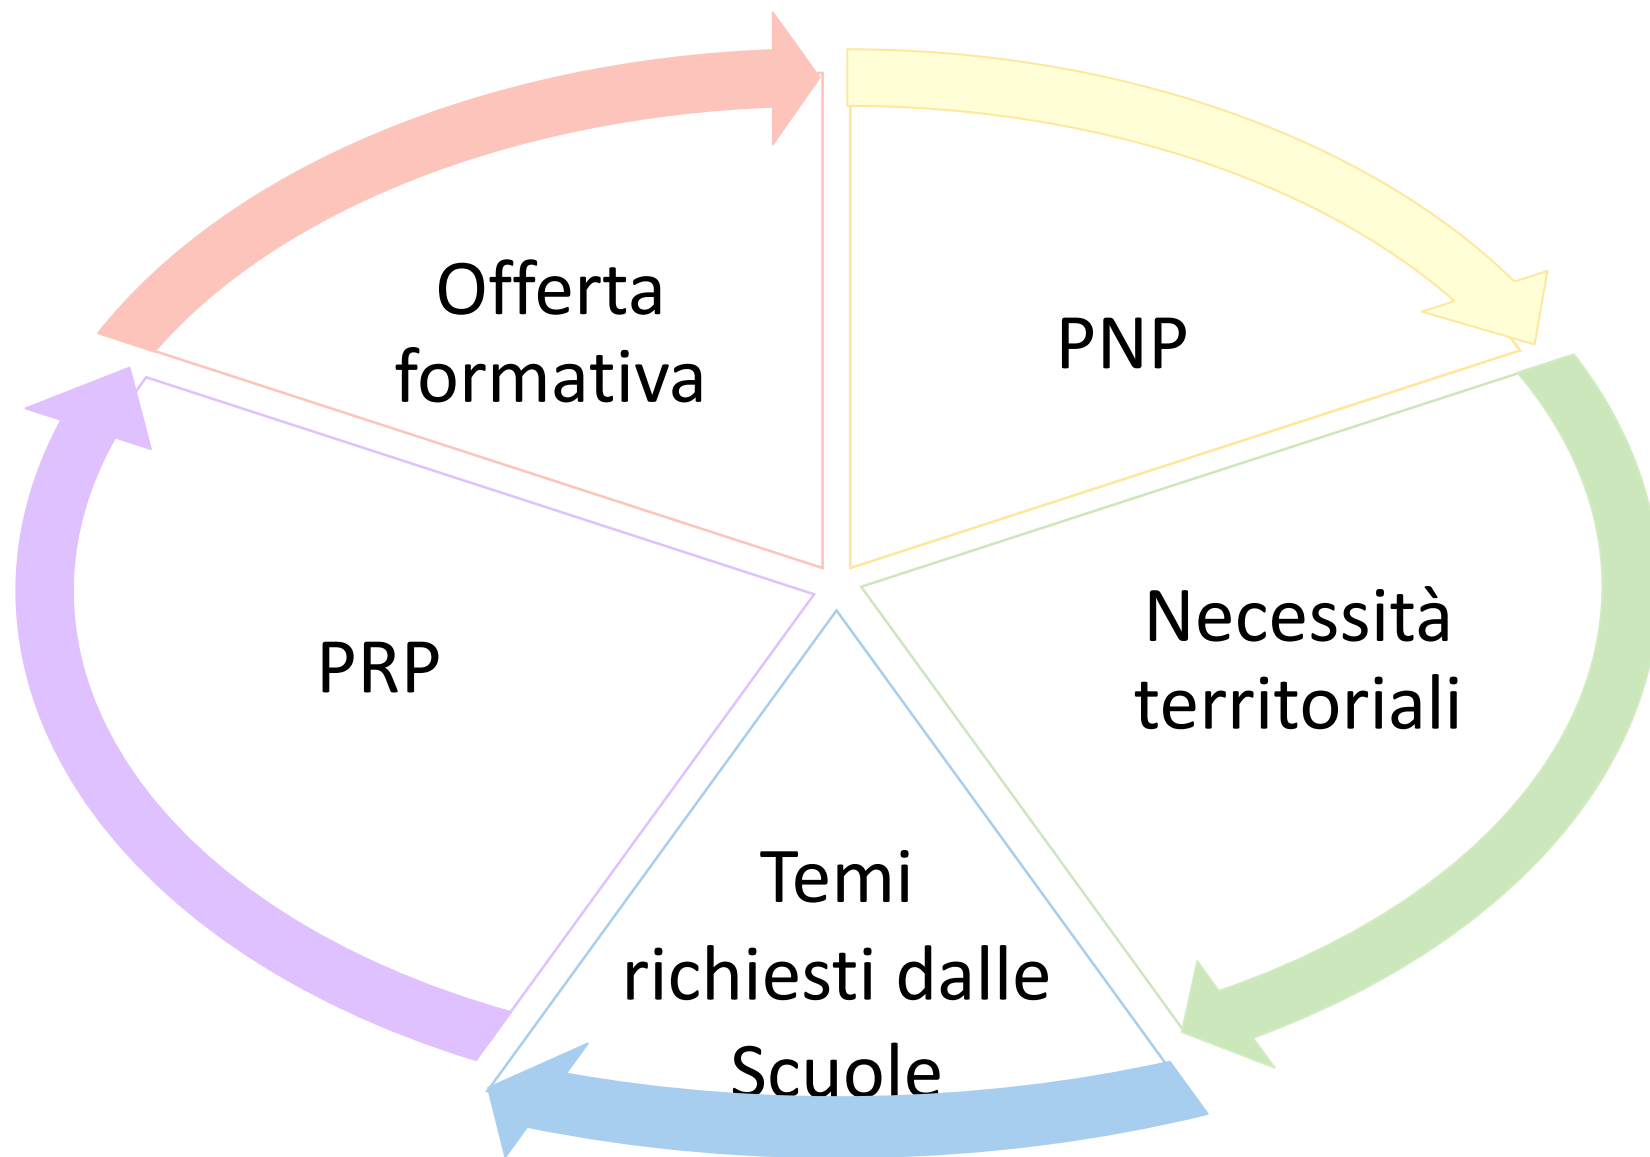 Offerta
formativa
PNP
Necessità
territoriali
PRP
Temi
richiesti dalle
Scuole